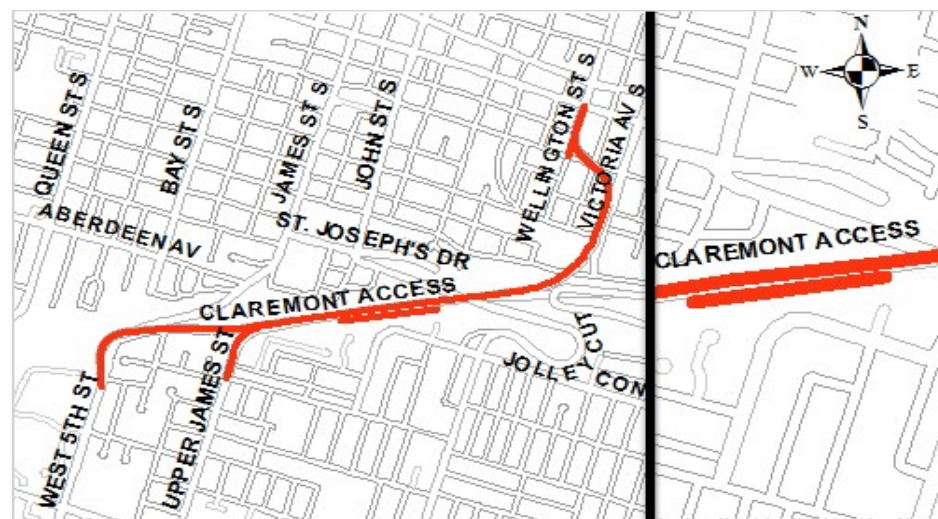 N
W E
S
QUEEN ST S
BAY ST S
JAMES ST S
JOHN ST S
WELLINGTON ST S
VICTORIA AV S
ABERDEEN AV
ST. JOSEPH'S DR
CLAREMONT ACCESS
CLAREMONT ACCESS
JOLLEY CUT
CON
WEST 5TH ST
UPPER JAMES ST